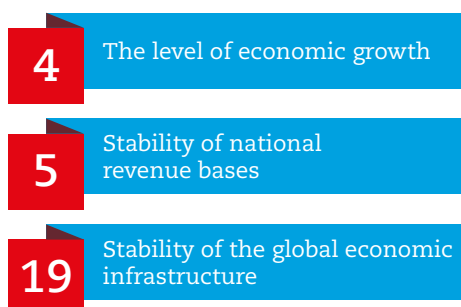 4
The level of economic growth
5
Stability of national
revenue bases
19
Stability of the global economic
infrastructure